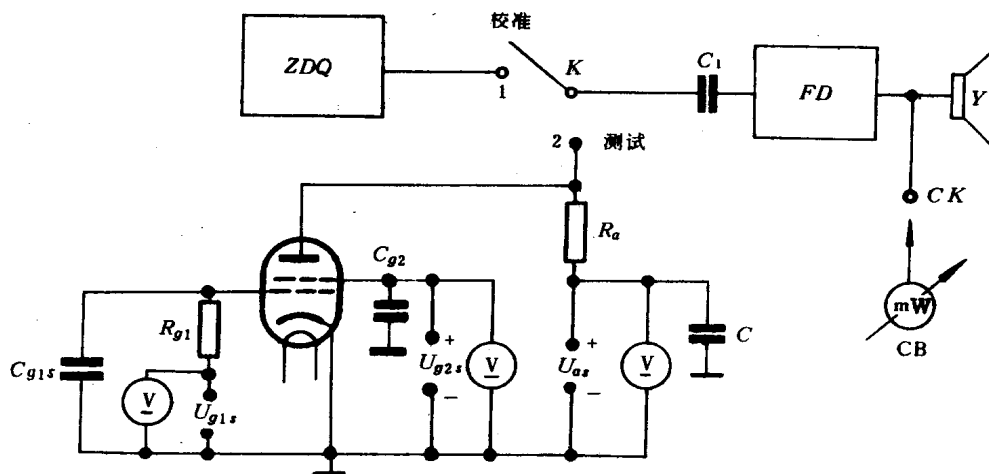 校准
ZDQ
1
K
C1
FD
Y
2 测试
CK
Ra
Cg2
Rg1
mW
CB
Cg1s
V
Ug1s
+
Ug2s
−
V
+
Uas
−
V
C